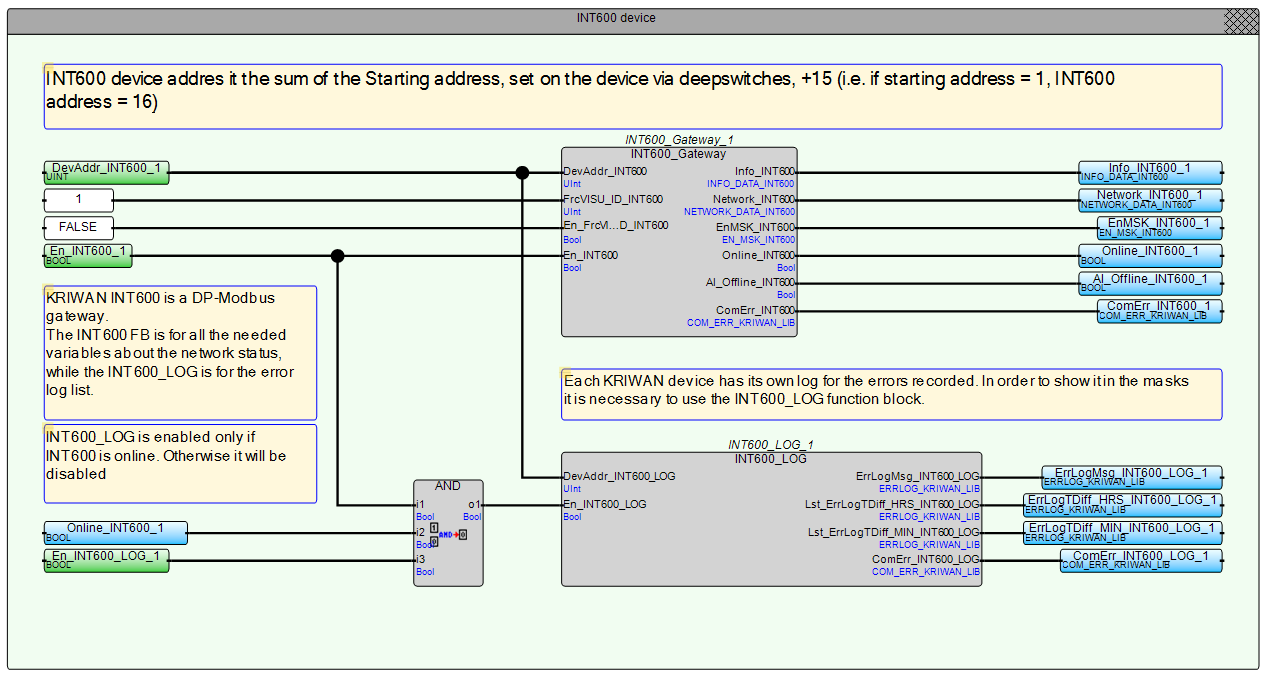 INT600 device
INT600 device addres it the sum of the Starting address, set on the device via deepswitches, +15 (i.e. if starting address = 1, INT600
address = 16)
INT600_Gateway_1
INT600_Gateway
DevAddr_INT600_1
UINT
1
FALSE
En_INT600_1
BOOL
DevAddr_INT600
UInt
FrcVISU_ID_INT600
UInt
En_FrcVI...D_INT600
Bool
En_INT600
Bool
Info_INT600
INFO_DATA_INT600
Network_INT600
NETWORK_DATA_INT600
EnMSK_INT600
EN_MSK_INT600
Online_INT600
Bool
Al_Offline_INT600
Bool
ComErr_INT600
COM_ERR_KRIWAN_LIB
Info_INT600_1
INFO_DATA_INT600
Network_INT600_1
NETWORK_DATA_INT600
EnMSK_INT600_1
EN_MSK_INT600
Online_INT600_1
BOOL
Al_Offline_INT600_1
BOOL
ComErr_INT600_1
COM_ERR_KRIWAN_LIB
KRIWAN INT600 is a DP-Modbus
gateway.
The INT600 FB is for all the needed
variables about the network status,
while the INT600_LOG is for the error
log list.
Each KRIWAN device has its own log for the errors recorded. In order to show it in the masks
it is necessary to use the INT600_LOG function block.
INT600_LOG is enabled only if
INT600 is online. Otherwise it will be
disabled
Online_INT600_1
BOOL
En_INT600_LOG_1
BOOL
AND
i1
Bool
i2
Bool
i3
Bool
o1
Bool
1
0
AND
0
INT600_LOG_1
INT600_LOG
DevAddr_INT600_LOG
UInt
En_INT600_LOG
Bool
ErrLogMsg_INT600_LOG
ERRLOG_KRIWAN_LIB
Lst_ErrLogTDiff_HRS_INT600_LOG
ERRLOG_KRIWAN_LIB
Lst_ErrLogTDiff_MIN_INT600_LOG
ERRLOG_KRIWAN_LIB
ComErr_INT600_LOG
COM_ERR_KRIWAN_LIB
ErrLogMsg_INT600_LOG_1
ERRLOG_KRIWAN_LIB
ErrLogTDiff_HRS_INT600_LOG_1
ERRLOG_KRIWAN_LIB
ErrLogTDiff_MIN_INT600_LOG_1
ERRLOG_KRIWAN_LIB
ComErr_INT600_LOG_1
COM_ERR_KRIWAN_LIB